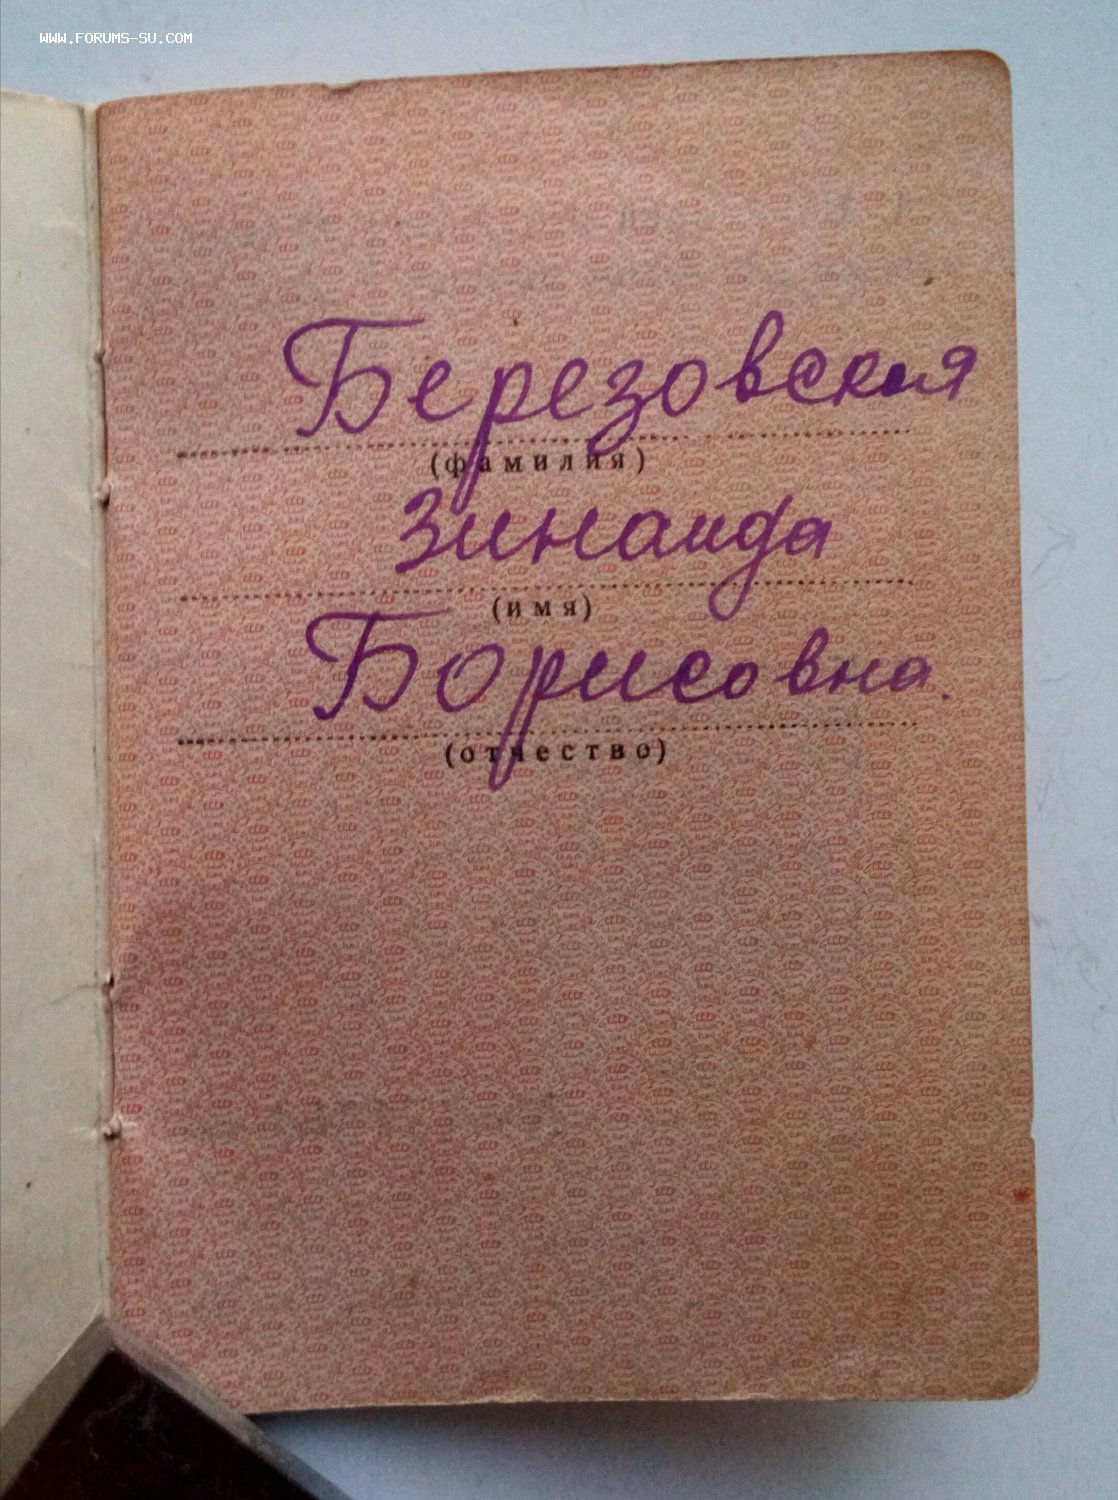 WWW.FORUMS-SU.COM
Березовская
(фамилия)
Зинаида
(имя)
Борисовна.
(отчество)